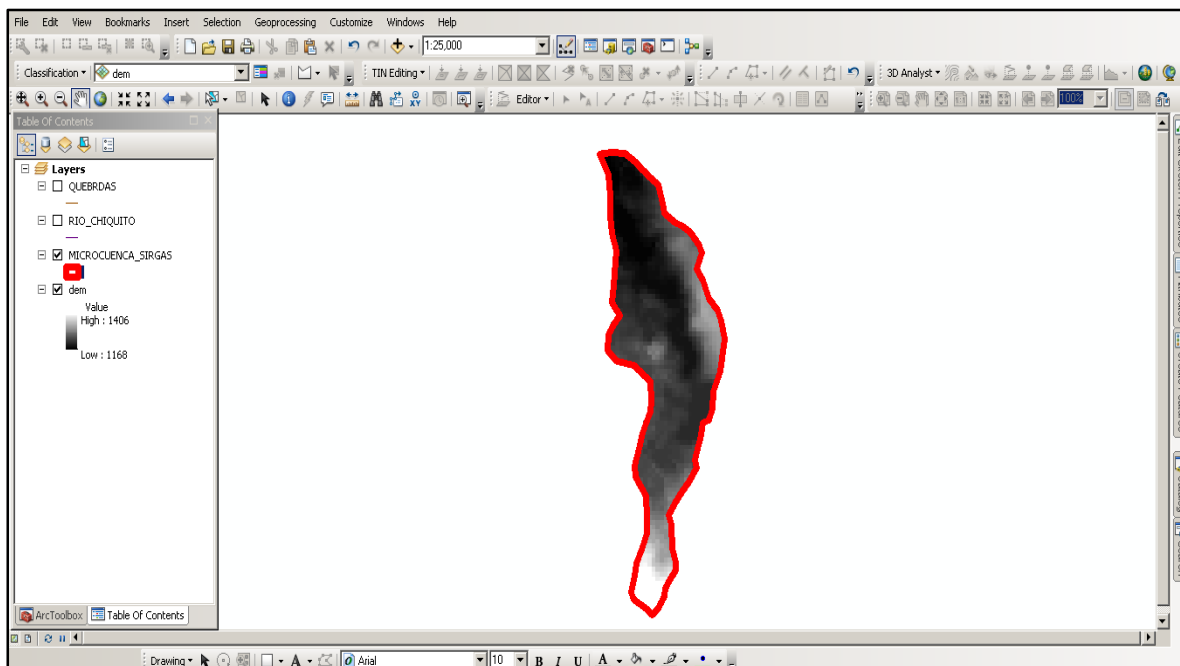 File Edit View Bookmarks Insert Selection Geoprocessing Customize Windows Help
1:25,000
Classification dem TIN Editing 3D Analyst
Editor 100%
Table Of Contents
Layers
QUEBRDAS
RIO_CHIQUITO
MICROCUENCA_SIRGAS
dem
Value
High : 1406
Low : 1168
ArcToolbox Table Of Contents
Drawing A Arial 10 B I U A